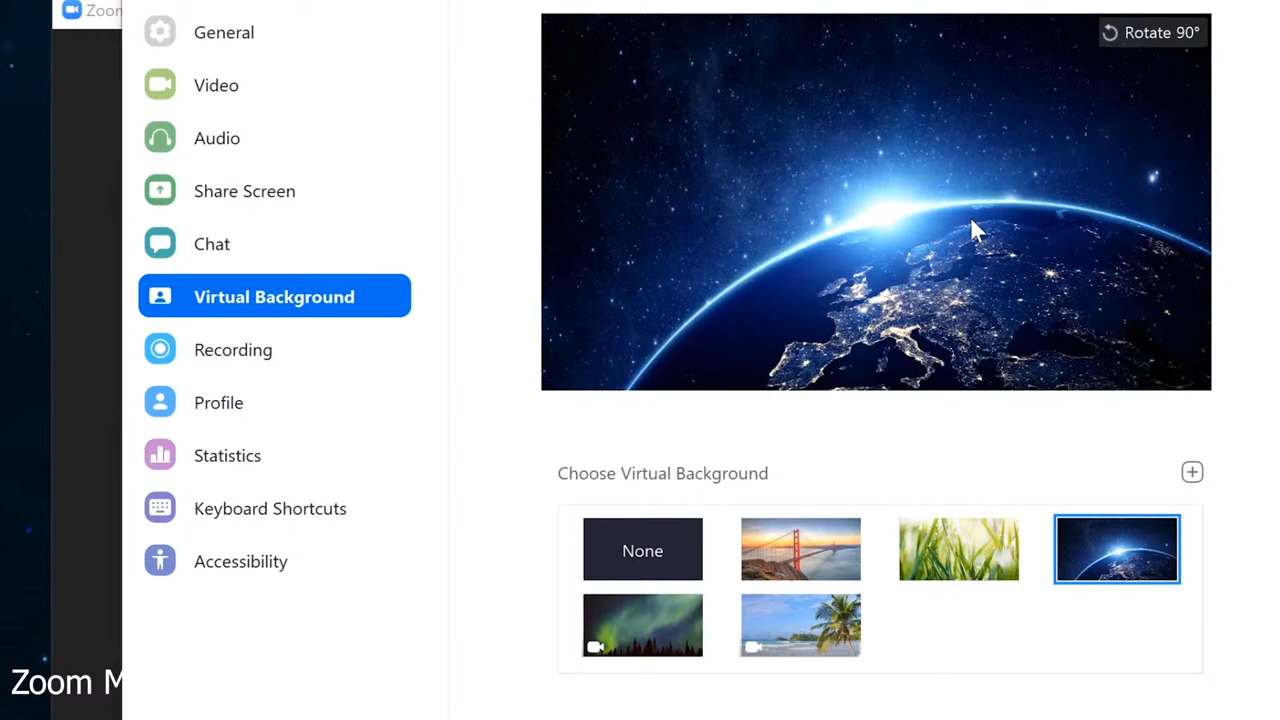 Zoom
General
Video
Audio
Share Screen
Chat
Virtual Background
Recording
Profile
Statistics
Keyboard Shortcuts
Accessibility
Rotate 90°
Choose Virtual Background
None
Zoom M